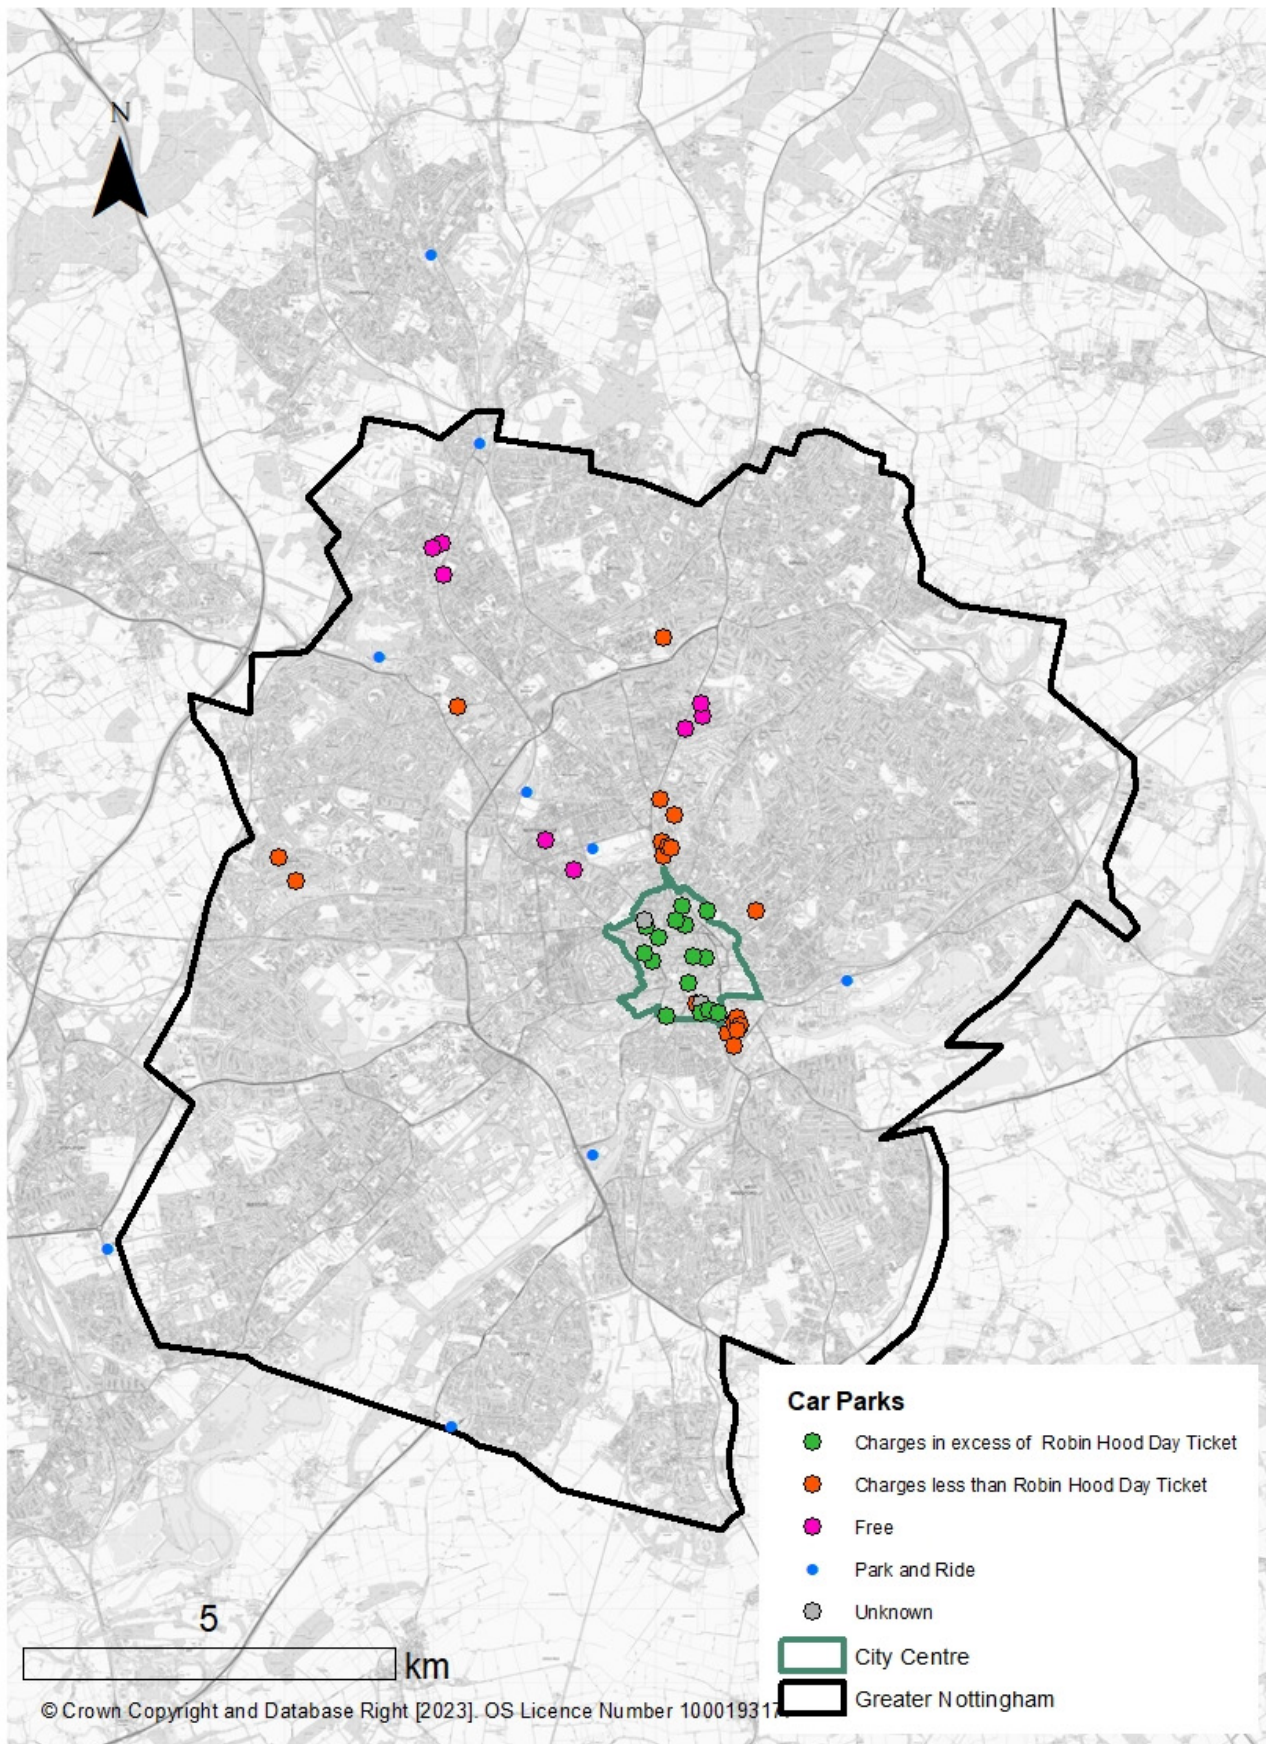 N
Car Parks
Charges in excess of Robin Hood Day Ticket
Charges less than Robin Hood Day Ticket
Free
Park and Ride
Unknown
City Centre
Greater Nottingham
5
km
© Crown Copyright and Database Right [2023]. OS Licence Number 100019317